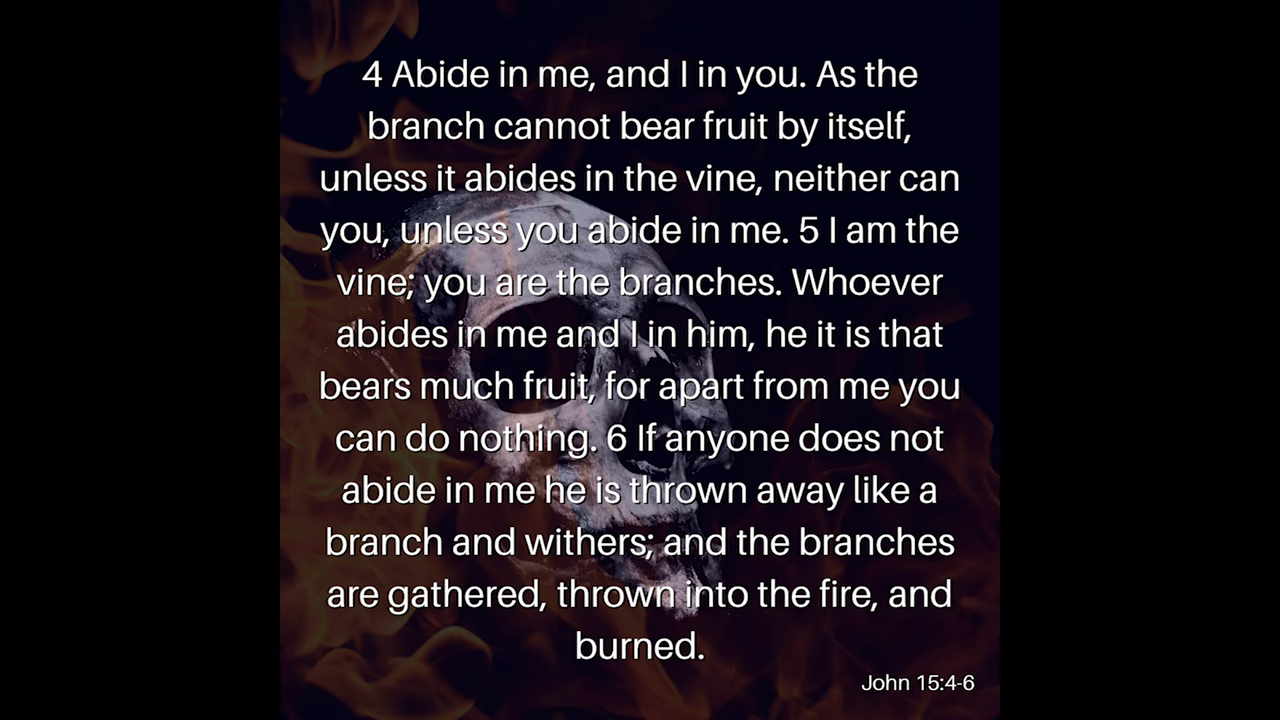 4 Abide in me, and I in you. As the
branch cannot bear fruit by itself,
unless it abides in the vine, neither can
you, unless you abide in me. 5 I am the
vine; you are the branches. Whoever
abides in me and I in him, he it is that
bears much fruit, for apart from me you
can do nothing. 6 If anyone does not
abide in me he is thrown away like a
branch and withers; and the branches
are gathered, thrown into the fire, and
burned.
John 15:4-6